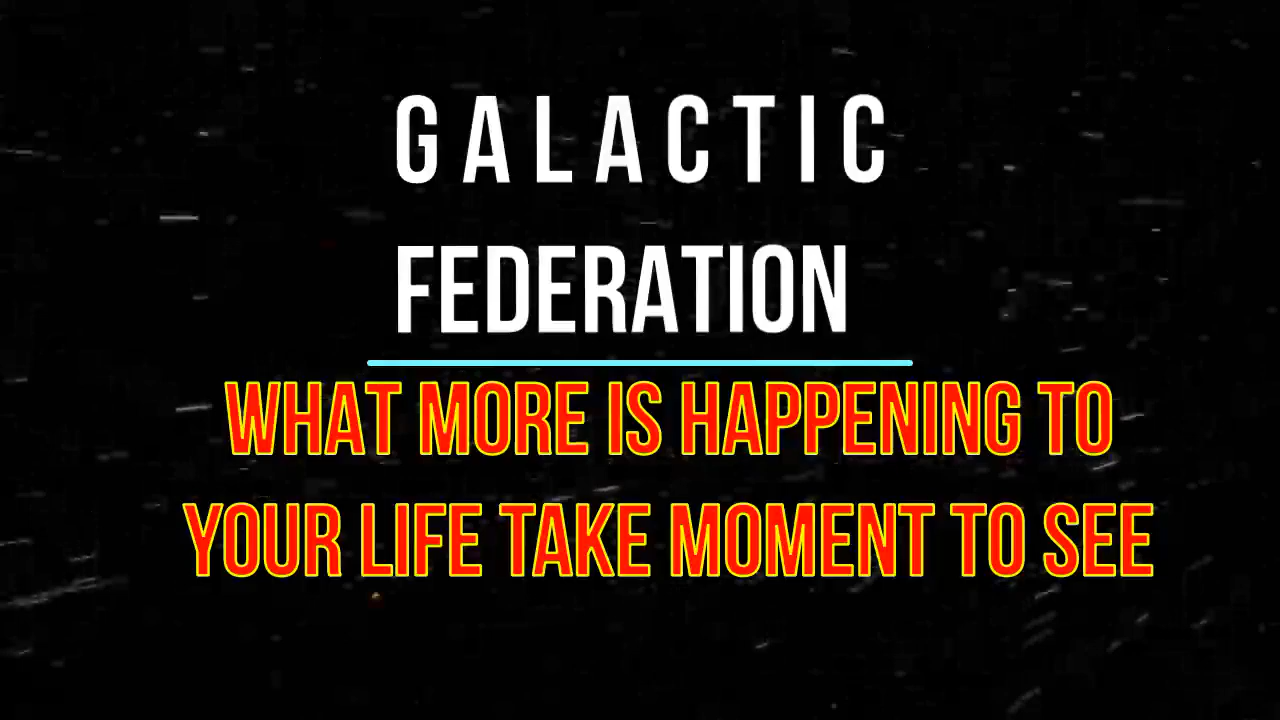 GALACTIC
FEDERATION
WHAT MORE IS HAPPENING TO
YOUR LIFE TAKE MOMENT TO SEE